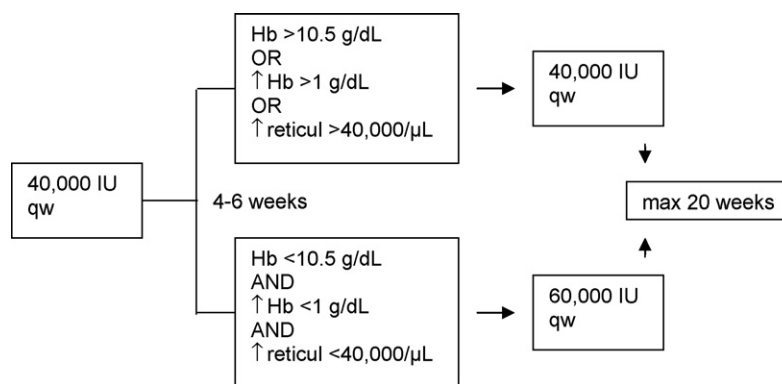 40,000 IU
qw
4-6 weeks
Hb >10.5 g/dL
OR
↑ Hb >1 g/dL
OR
↑ reticul >40,000/µL
40,000 IU
qw
Hb <10.5 g/dL
AND
↑ Hb <1 g/dL
AND
↑ reticul <40,000/µL
60,000 IU
qw
max 20 weeks